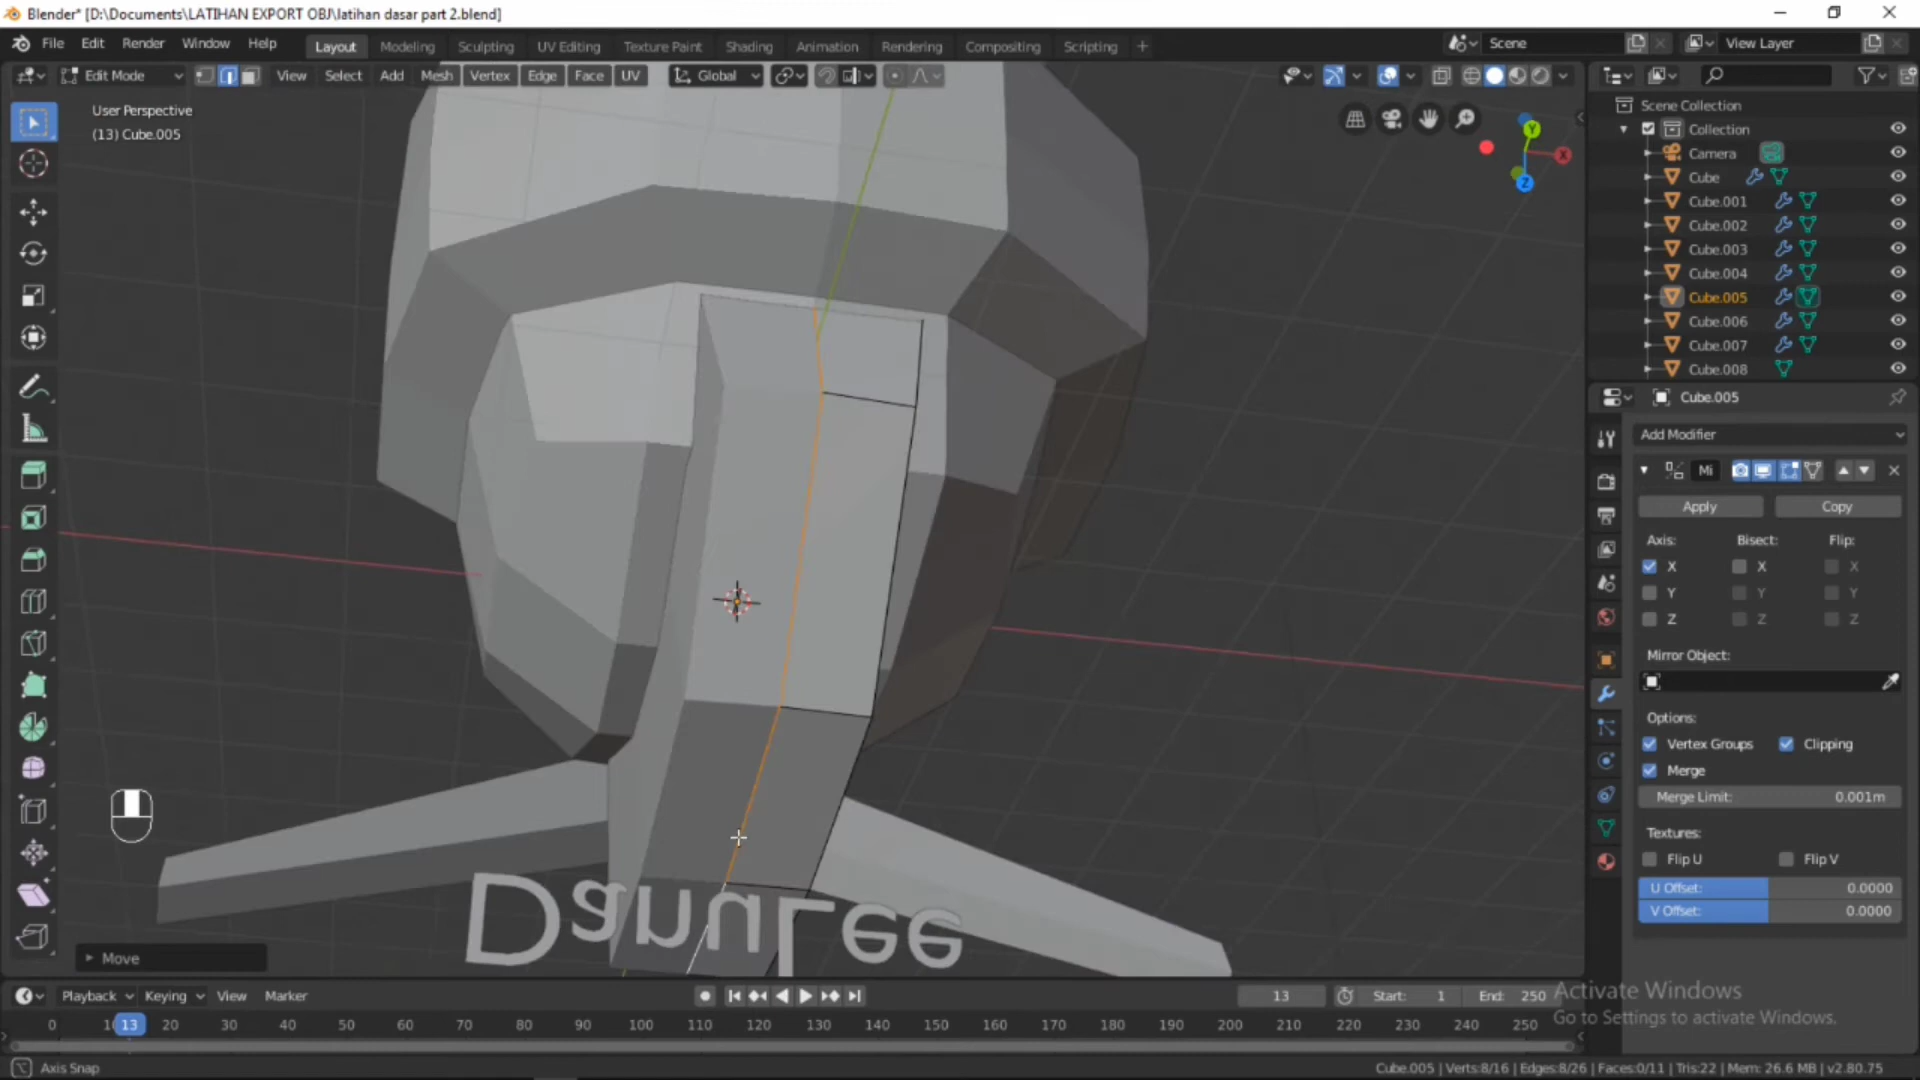 Blender* [D:\Documents\LATIHAN EXPORT OBJ\latihan dasar part 2.blend]
File Edit Render Window Help Layout Modeling Sculpting UV Editing Texture Paint Shading Animation Rendering Compositing Scripting + Scene View Layer
Edit Mode View Select Add Mesh Vertex Edge Face UV Global
User Perspective
(13) Cube.005
Y
X
Z
Scene Collection
Collection
Camera
Cube
Cube.001
Cube.002
Cube.003
Cube.004
Cube.005
Cube.006
Cube.007
Cube.008
Cube.005
Add Modifier
Mi
Apply Copy
Axis: Bisect: Flip:
X X X
Y Y Y
Z Z Z
Mirror Object:
Options:
Vertex Groups Clipping
Merge
Merge Limit: 0.001m
Textures:
Flip U Flip V
U Offset: 0.0000
V Offset: 0.0000
DanuLee
Move
Playback Keying View Marker 13 Start: 1 End: 250
0 10 13 20 30 40 50 60 70 80 90 100 110 120 130 140 150 160 170 180 190 200 210 220 230 240 250
Activate Windows
Go to Settings to activate Windows.
Axis Snap Cube.005 | Verts:8/16 | Edges:8/26 | Faces:0/11 | Tris:22 | Mem: 26.6 MB | v2.80.75